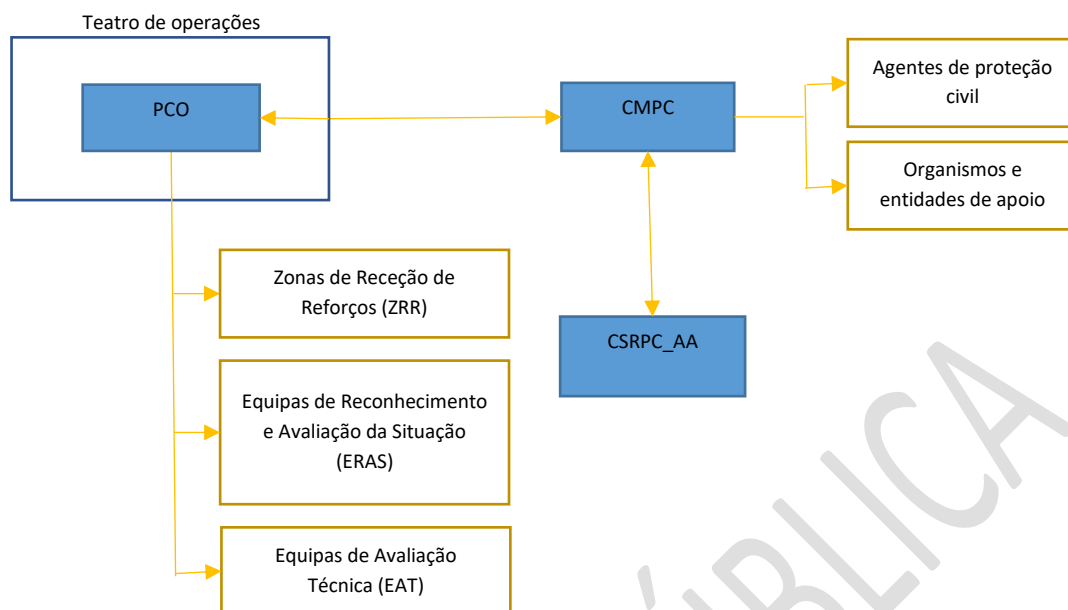 Teatro de operações
PCO
CMPC
Agentes de proteção
civil
Organismos e
entidades de apoio
Zonas de Receção de
Reforços (ZRR)
CSRPC_AA
Equipas de Reconhecimento
e Avaliação da Situação
(ERAS)
Equipas de Avaliação
Técnica (EAT)
ÚBLICA